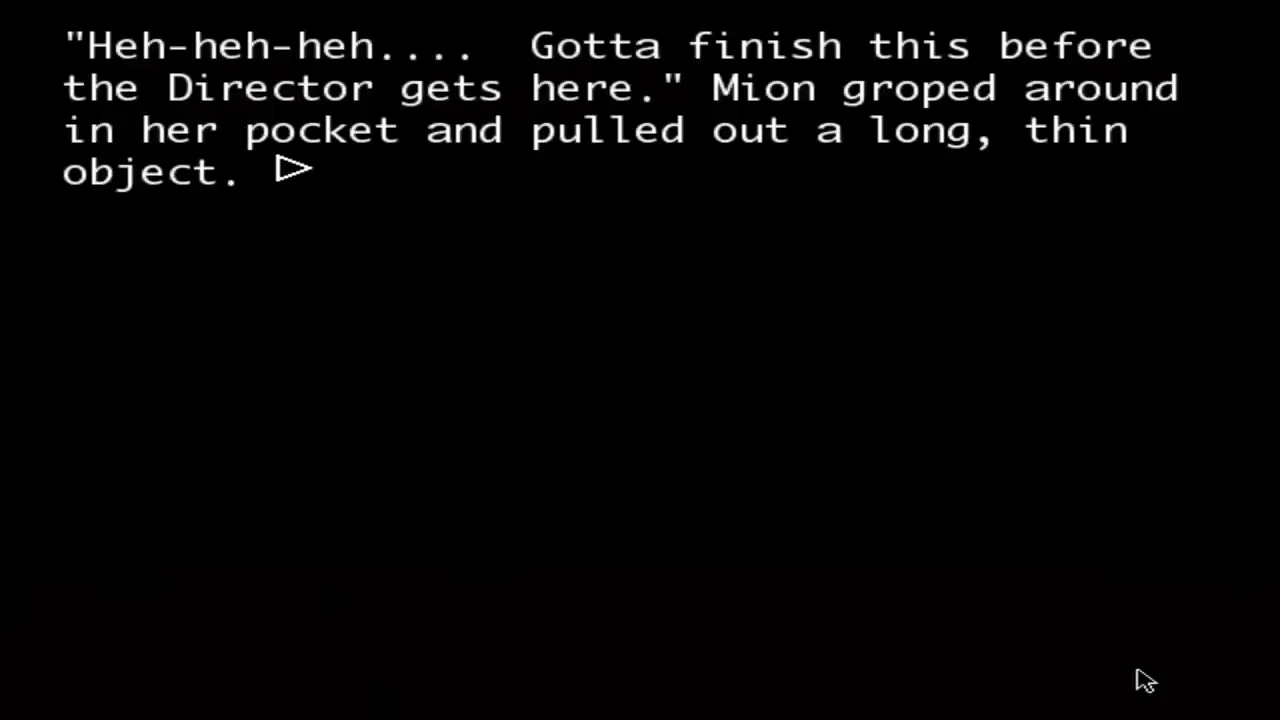 "Heh-heh-heh....  Gotta finish this before
the Director gets here." Mion groped around
in her pocket and pulled out a long, thin
object.